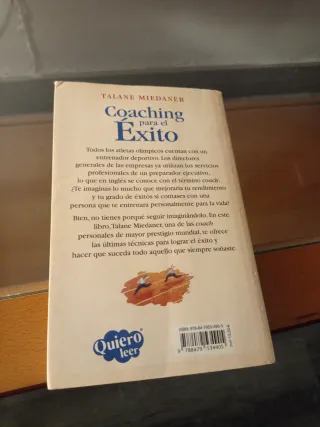 TALANE MIEDANER
Coaching
para el
Éxito
Todos los atletas olímpicos cuentan con un
entrenador deportivo. Los directores
generales de las empresas ya utilizan los servicios
profesionales de un preparador ejecutivo,
lo que en inglés se conoce con el término coach.
¿Te imaginas lo mucho que mejoraría tu rendimiento
y tu grado de éxito si contases con una
persona que te entrenara personalmente para la vida?
Bien, no tienes porqué seguir imaginándolo. En este
libro, Talane Miedaner, una de las coach
personales de mayor prestigio mundial, te ofrece
las últimas técnicas para lograr el éxito y
hacer que suceda todo aquello que siempre soñaste.
Quiero
leer